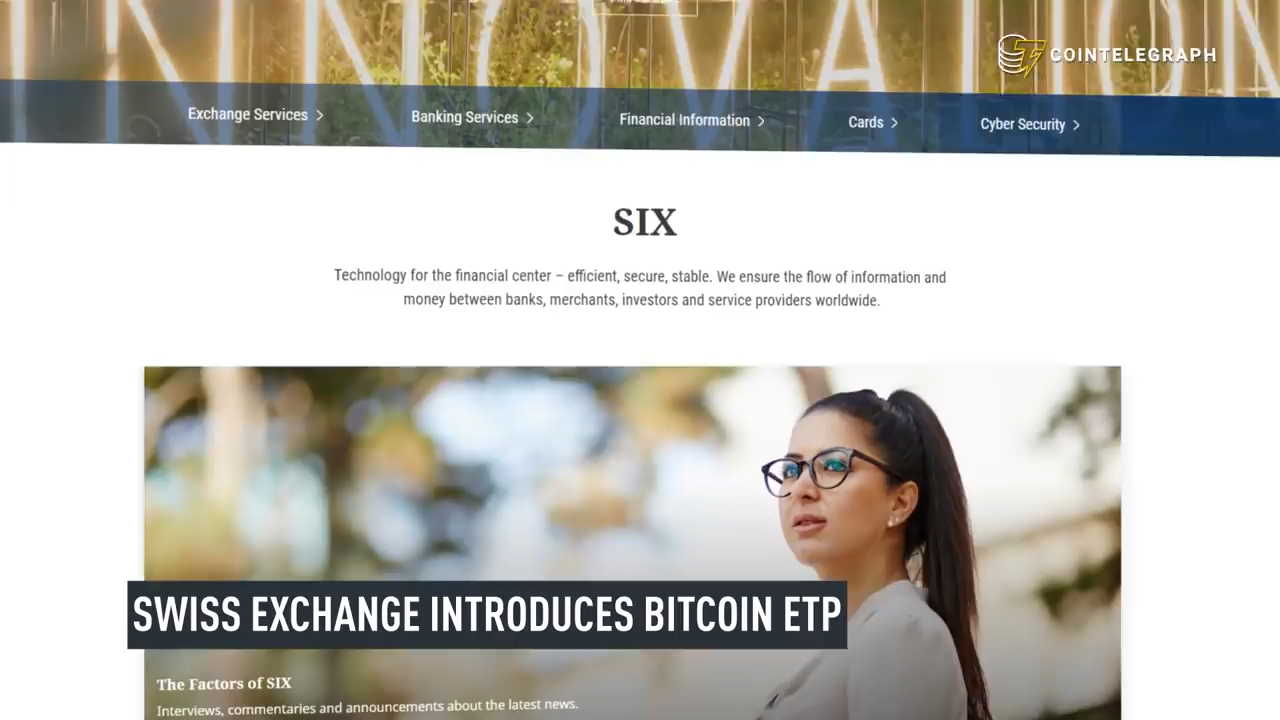 INNOVATION
COINTELEGRAPH
Exchange Services
Banking Services
Financial Information
Cards
Cyber Security
SIX
Technology for the financial center – efficient, secure, stable. We ensure the flow of information and
money between banks, merchants, investors and service providers worldwide.
SWISS EXCHANGE INTRODUCES BITCOIN ETP
The Factors of SIX
Interviews, commentaries and announcements about the latest news.